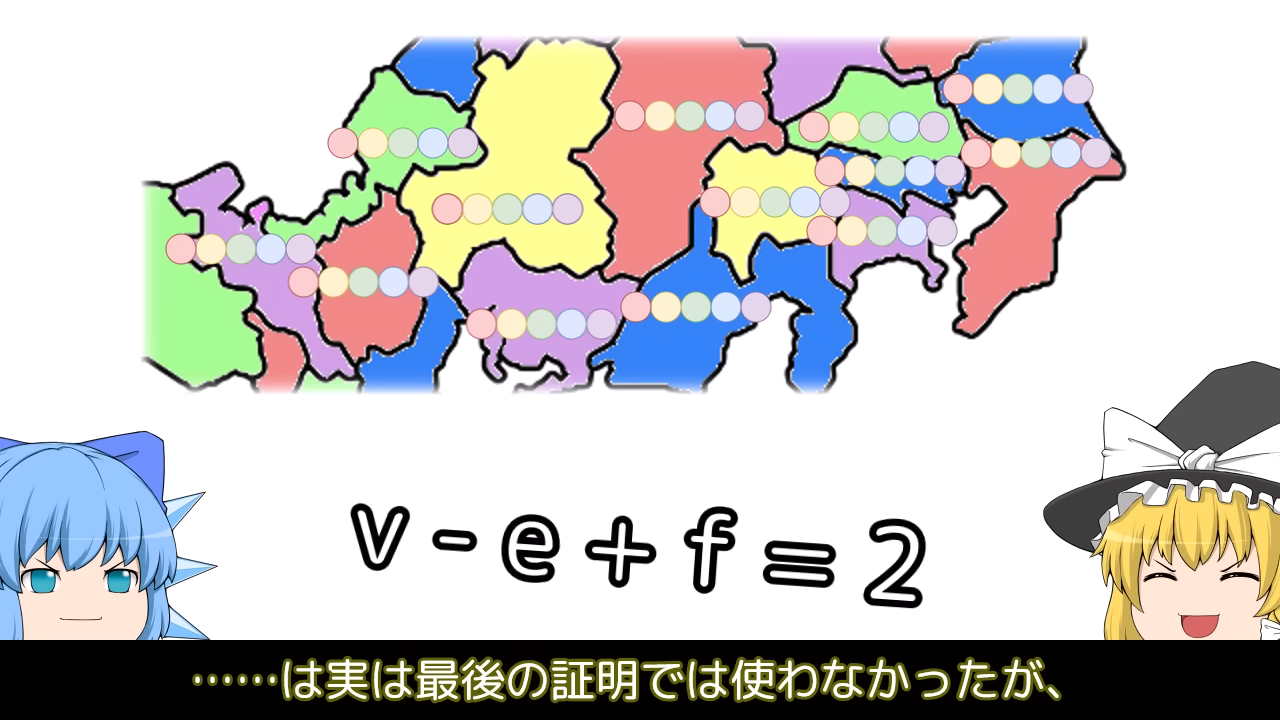 v - e + f = 2
……は実は最後の証明では使わなかったが、